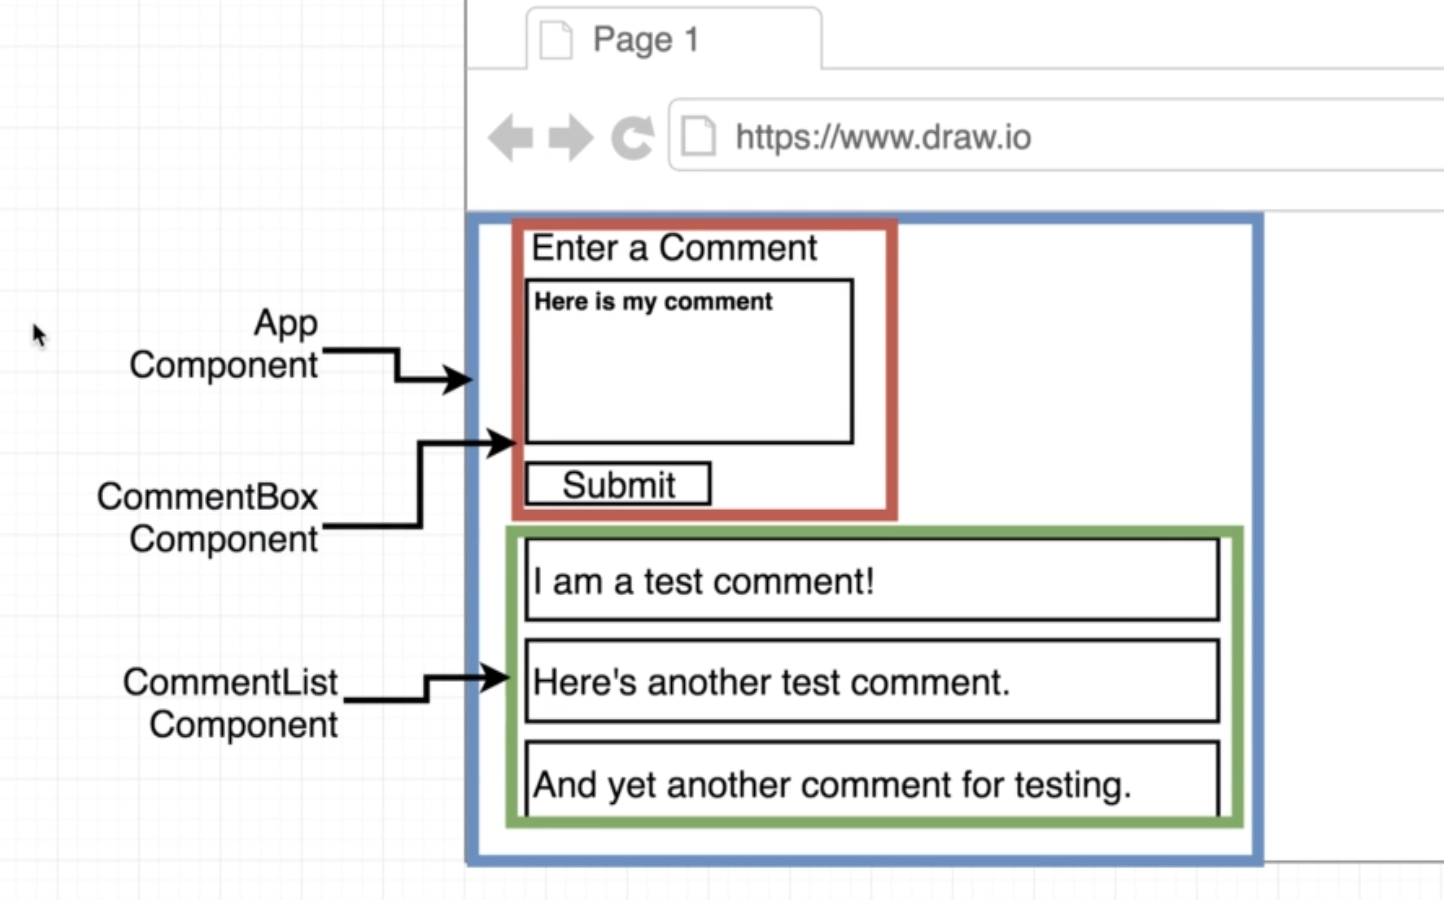 Page 1
https://www.draw.io
Enter a Comment
Here is my comment
Submit
App
Component
CommentBox
Component
CommentList
Component
I am a test comment!
Here's another test comment.
And yet another comment for testing.